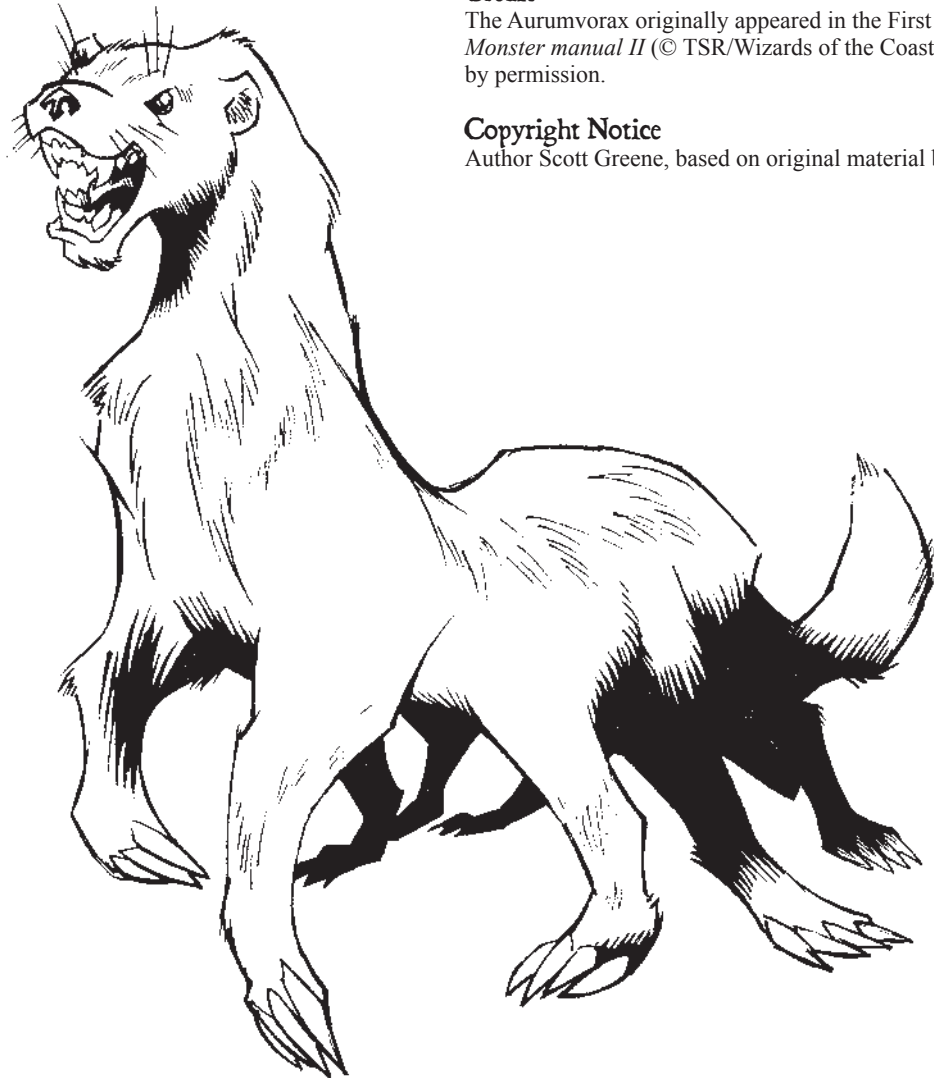 The Aurumvorax originally appeared in the First
Monster manual II (© TSR/Wizards of the Coast
by permission.
Copyright Notice
Author Scott Greene, based on original material